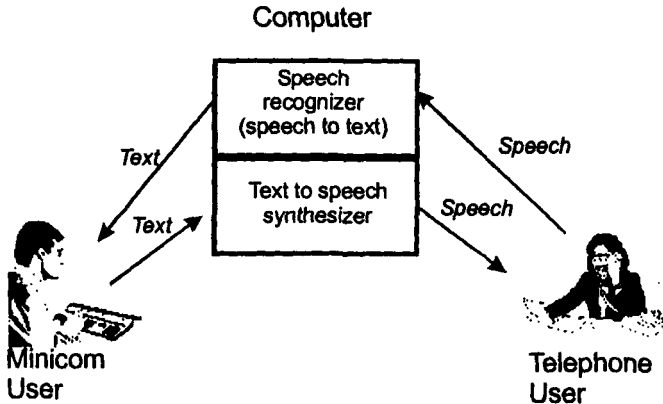 Computer
Speech
recognizer
(speech to text)
Text
Speech
Text to speech
synthesizer
Text
Speech
Minicom
User
Telephone
User